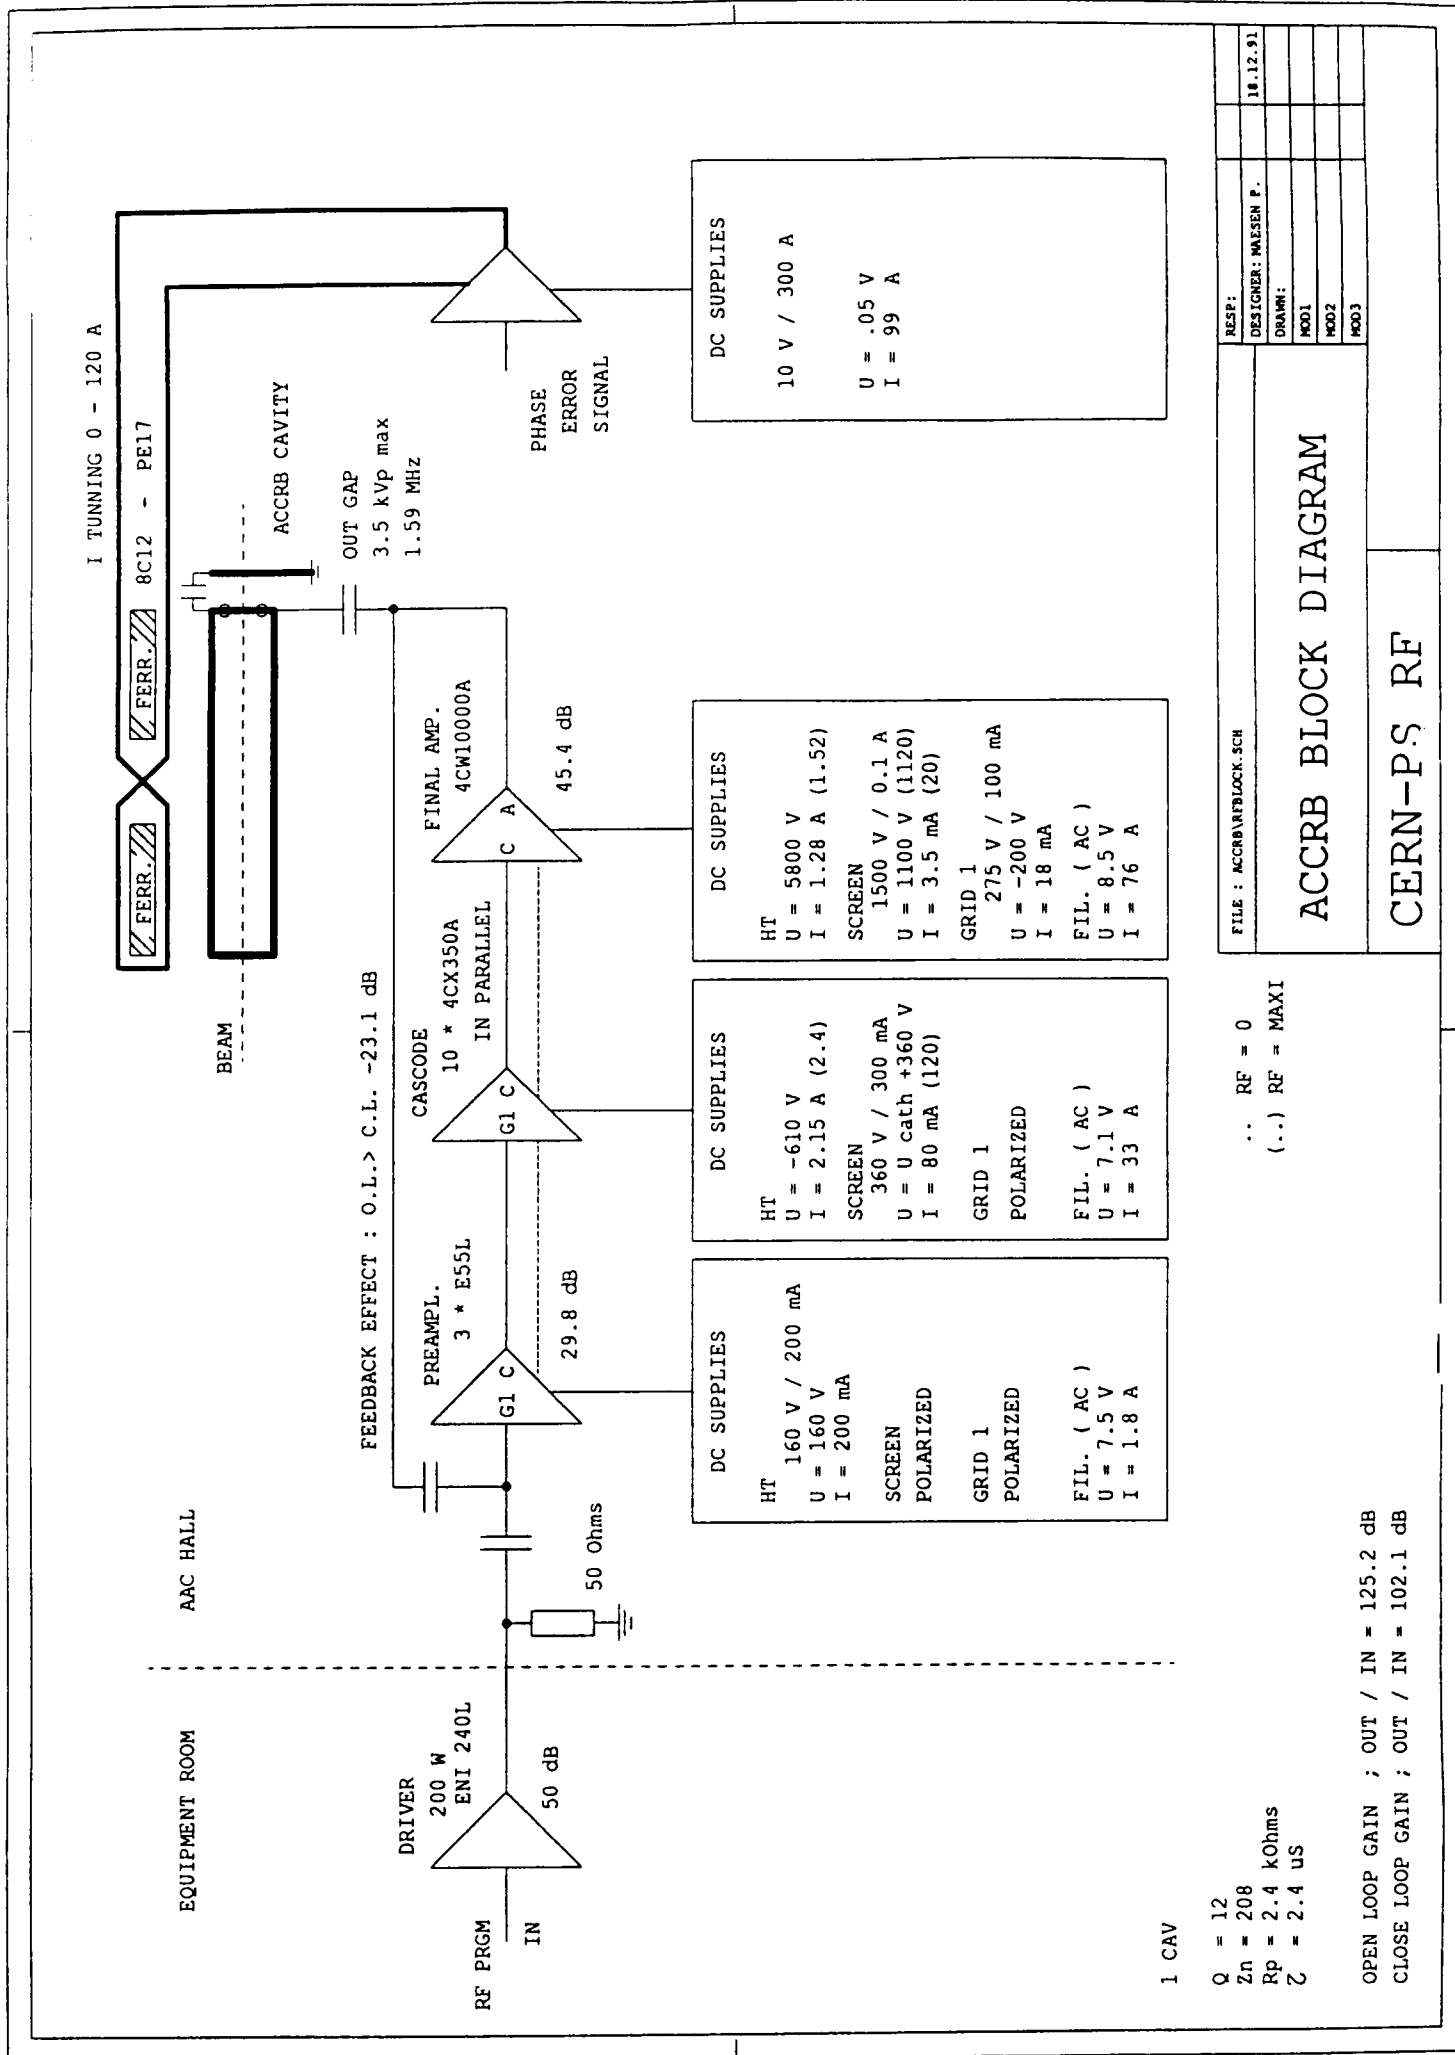 I TUNNING 0 - 120 A
FERR.
FERR.
8C12 - PE17
BEAM
ACCRB CAVITY
OUT GAP
3.5 kVp max
1.59 MHz
EQUIPMENT ROOM
AAC HALL
FEEDBACK EFFECT : O.L.> C.L. -23.1 dB
RF PRGM
IN
DRIVER
200 W
ENI 240L
50 dB
50 Ohms
PREAMPL.
3 * E55L
G1 C
29.8 dB
CASCODE
10 * 4CX350A
IN PARALLEL
G1 C
FINAL AMP.
4CW10000A
C A
45.4 dB
PHASE
ERROR
SIGNAL
DC SUPPLIES
HT
160 V / 200 mA
U = 160 V
I = 200 mA
SCREEN
POLARIZED
GRID 1
POLARIZED
FIL. ( AC )
U = 7.5 V
I = 1.8 A
DC SUPPLIES
HT
U = -610 V
I = 2.15 A (2.4)
SCREEN
360 V / 300 mA
U = U cath +360 V
I = 80 mA (120)
GRID 1
POLARIZED
FIL. ( AC )
U = 7.1 V
I = 33 A
DC SUPPLIES
HT
U = 5800 V
I = 1.28 A (1.52)
SCREEN
1500 V / 0.1 A
U = 1100 V (1120)
I = 3.5 mA (20)
GRID 1
275 V / 100 mA
U = -200 V
I = 18 mA
FIL. ( AC )
U = 8.5 V
I = 76 A
DC SUPPLIES
10 V / 300 A
U = .05 V
I = 99 A
1 CAV
Q = 12
Zn = 208
Rp = 2.4 kOhms
Ʒ = 2.4 uS
OPEN LOOP GAIN ; OUT / IN = 125.2 dB
CLOSE LOOP GAIN ; OUT / IN = 102.1 dB
.. RF = 0
(..) RF = MAXI
FILE : ACCRB\RFBLOCK.SCH
ACCRB BLOCK DIAGRAM
CERN-PS RF
RESP:
DESIGNER: MAESEN P. 18.12.91
DRAWN:
MOD1
MOD2
MOD3